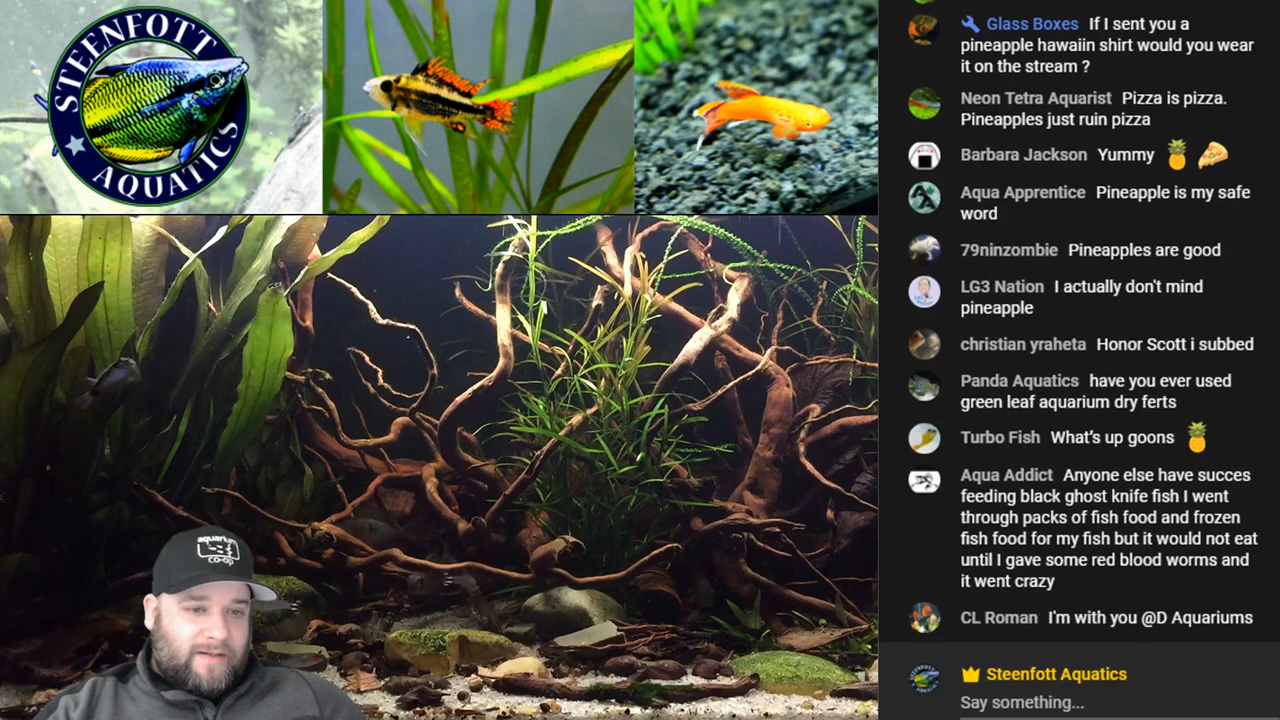 STEENFOTT
AQUATICS
aquarium
co-op
Glass Boxes If I sent you a
pineapple hawaiin shirt would you wear
it on the stream ?
Neon Tetra Aquarist Pizza is pizza.
Pineapples just ruin pizza
Barbara Jackson Yummy 🍍 🍕
Aqua Apprentice Pineapple is my safe
word
79ninzombie Pineapples are good
LG3 Nation I actually don't mind
pineapple
christian yraheta Honor Scott i subbed
Panda Aquatics have you ever used
green leaf aquarium dry ferts
Turbo Fish What's up goons 🍍
Aqua Addict Anyone else have succes
feeding black ghost knife fish I went
through packs of fish food and frozen
fish food for my fish but it would not eat
until I gave some red blood worms and
it went crazy
CL Roman I'm with you @D Aquariums
Steenfott Aquatics
Say something...